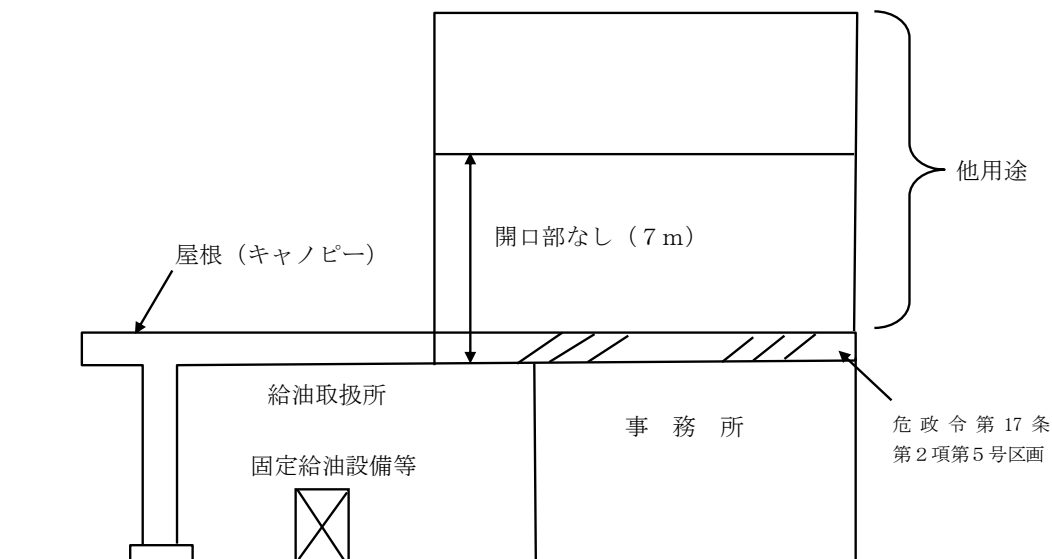 他用途
開口部なし（７ｍ）
屋根（キャノピー）
給油取扱所
事　務　所
危 政 令 第 17 条
第２項第５号区画
固定給油設備等